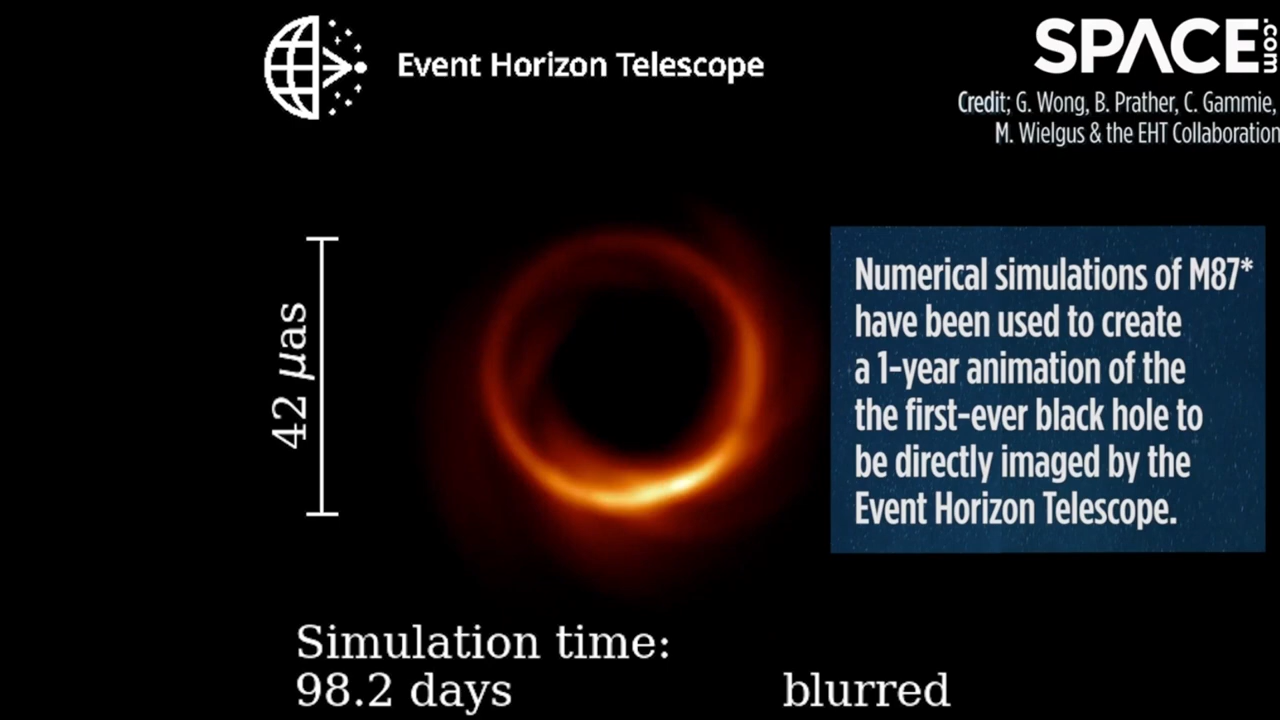 Event Horizon Telescope
SPACE.com
Credit; G. Wong, B. Prather, C. Gammie,
M. Wielgus & the EHT Collaboration
42 µas
Numerical simulations of M87*
have been used to create
a 1-year animation of the
the first-ever black hole to
be directly imaged by the
Event Horizon Telescope.
Simulation time:
98.2 days
blurred